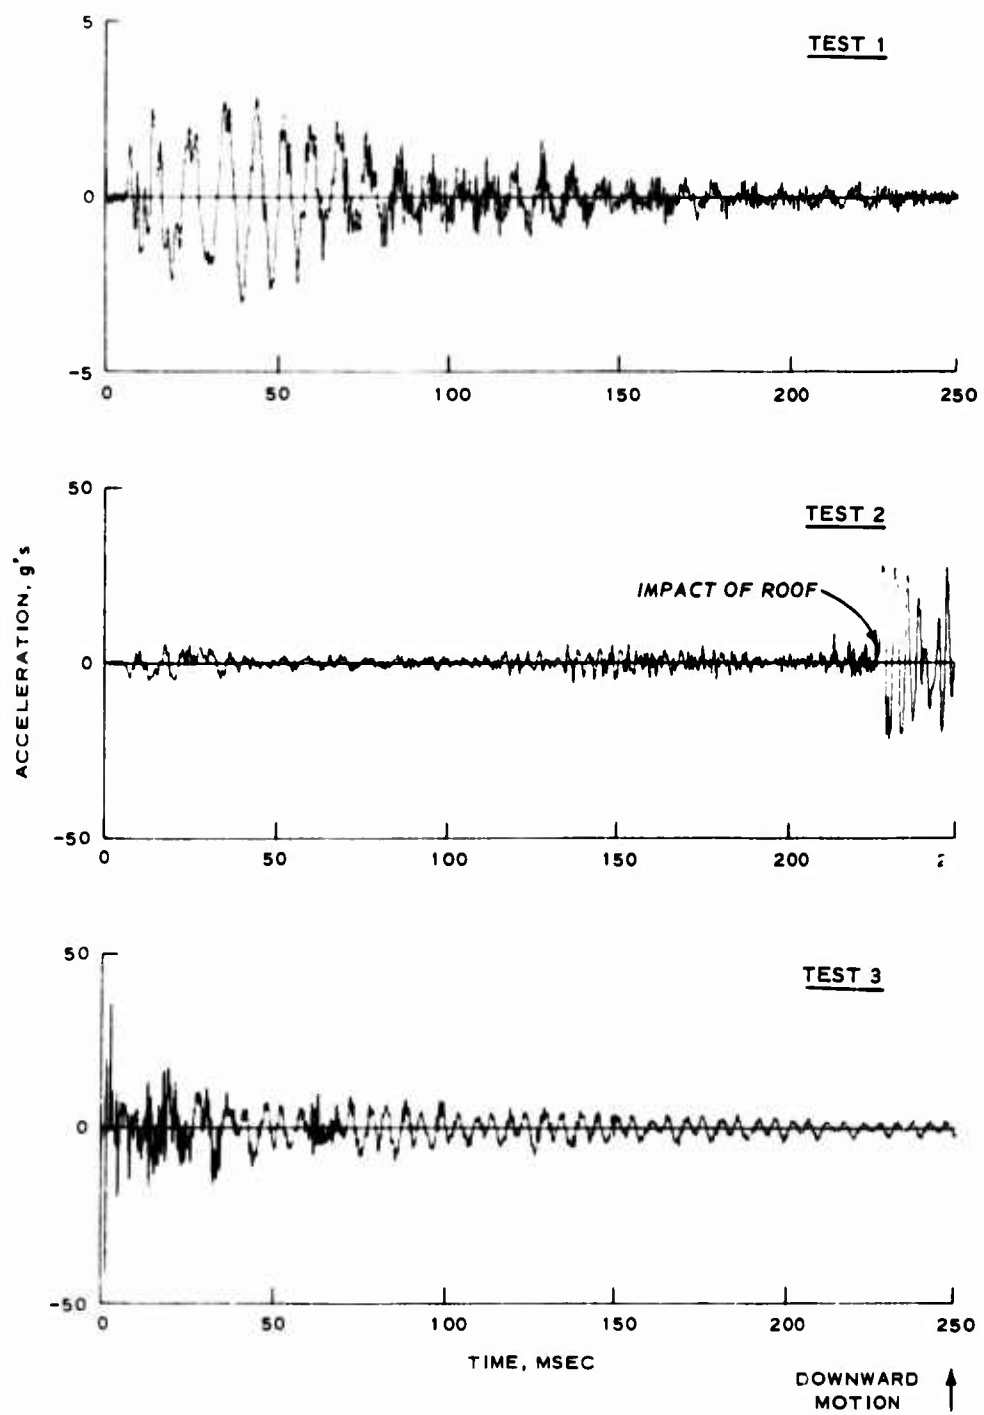 TEST 1
5
0
-5
0 50 100 150 200 250
TEST 2
50
IMPACT OF ROOF
0
-50
0 50 100 150 200
ACCELERATION, g's
TEST 3
50
0
-50
0 50 100 150 200 250
TIME, MSEC
DOWNWARD
MOTION